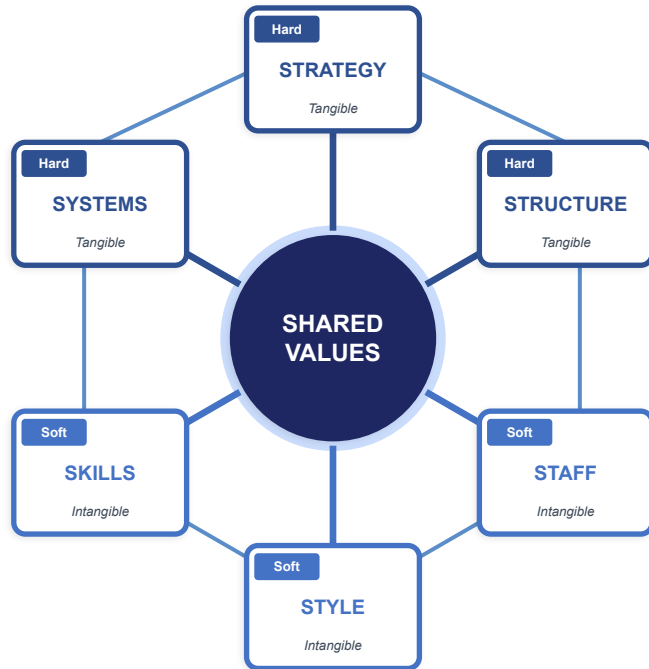 Hard
STRATEGY
Tangible
Hard
SYSTEMS
Tangible
Hard
STRUCTURE
Tangible
SHARED
VALUES
Soft
SKILLS
Intangible
Soft
STAFF
Intangible
Soft
STYLE
Intangible